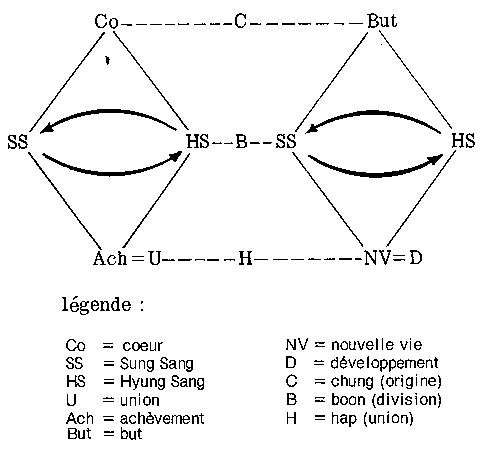 Co C But
SS HS B SS HS
Ach=U H NV=D
légende :
Co = coeur
SS = Sung Sang
HS = Hyung Sang
U = union
Ach = achèvement
But = but
NV = nouvelle vie
D = développement
C = chung (origine)
B = boon (division)
H = hap (union)